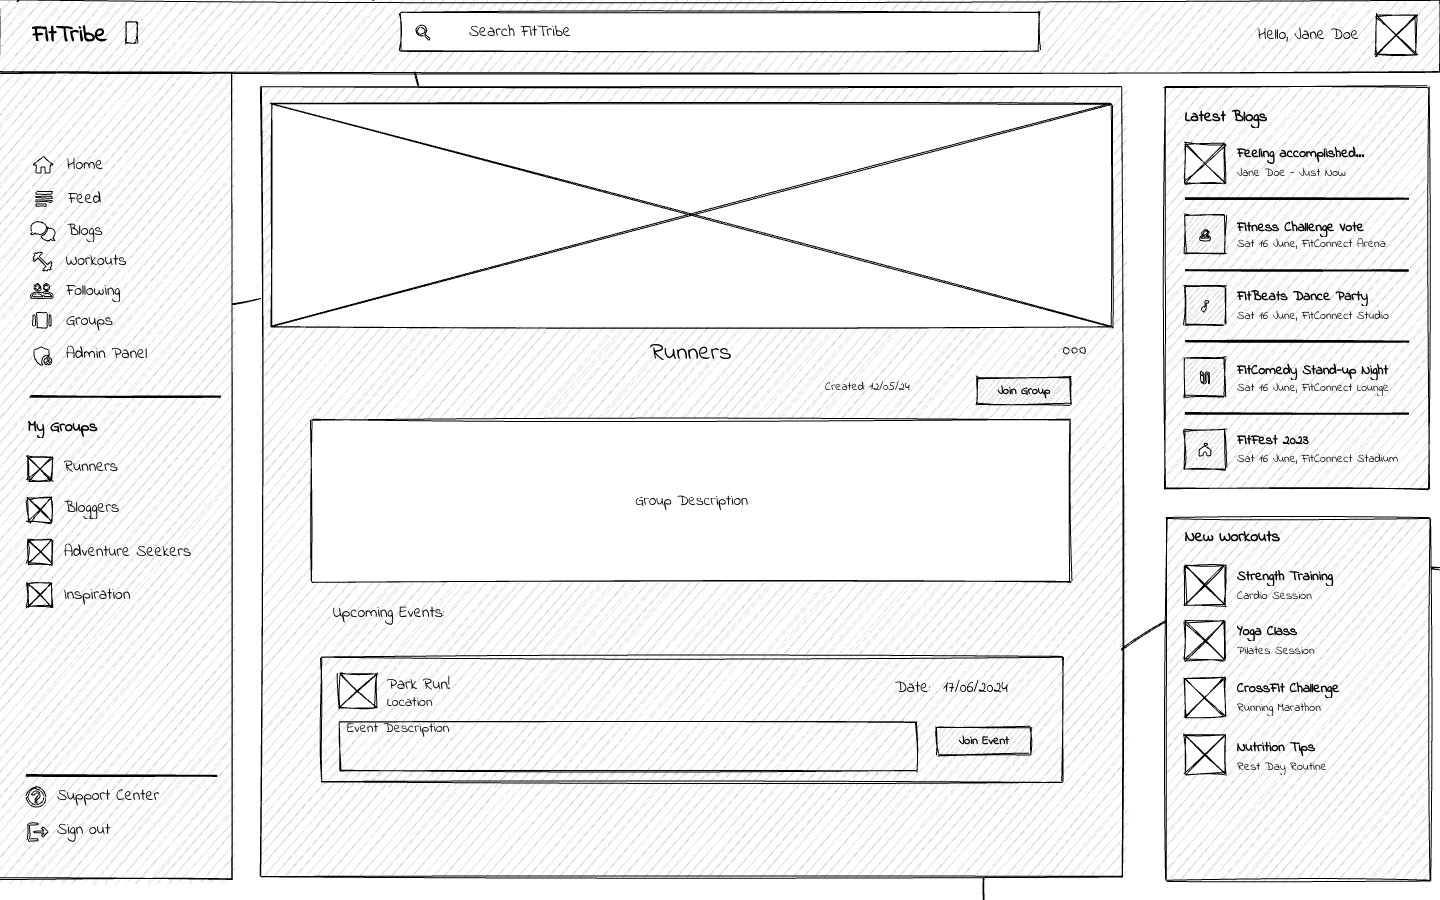 FitTribe
Search FitTribe
Hello, Jane Doe
Home
Feed
Blogs
Workouts
Following
Groups
Admin Panel
My Groups
Runners
Bloggers
Adventure Seekers
Inspiration
Support Center
Sign out
Runners
Created: 12/05/24
Join Group
Group Description
Upcoming Events:
Park Run!
Location
Date: 17/06/2024
Event Description
Join Event
Latest Blogs
Feeling accomplished...
Jane Doe - Just Now
Fitness Challenge Vote
Sat 16 June, FitConnect Arena
FitBeats Dance Party
Sat 16 June, FitConnect Studio
FitComedy Stand-up Night
Sat 16 June, FitConnect Lounge
FitFest 2023
Sat 16 June, FitConnect Stadium
New Workouts
Strength Training
Cardio Session
Yoga Class
Pilates Session
CrossFit Challenge
Running Marathon
Nutrition Tips
Rest Day Routine